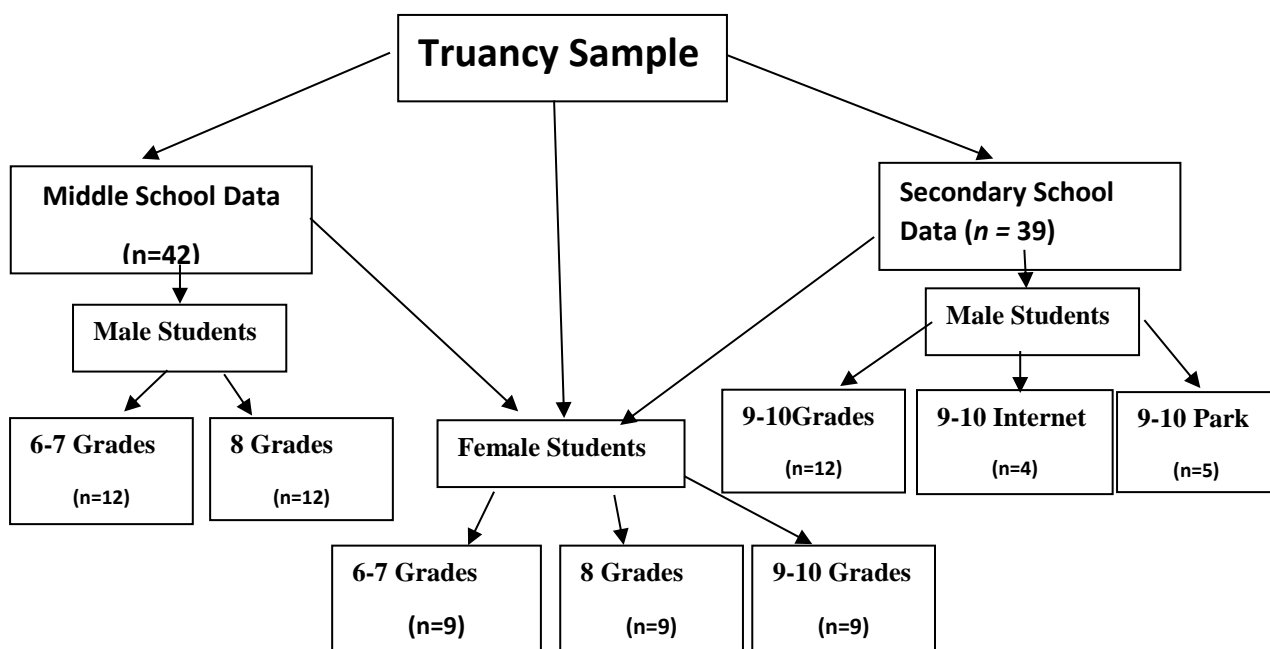 Truancy Sample
Middle School Data
(n=42)
Secondary School
Data (n = 39)
Male Students
Male Students
6-7 Grades
(n=12)
8 Grades
(n=12)
Female Students
9-10Grades
(n=12)
9-10 Internet
(n=4)
9-10 Park
(n=5)
6-7 Grades
(n=9)
8 Grades
(n=9)
9-10 Grades
(n=9)